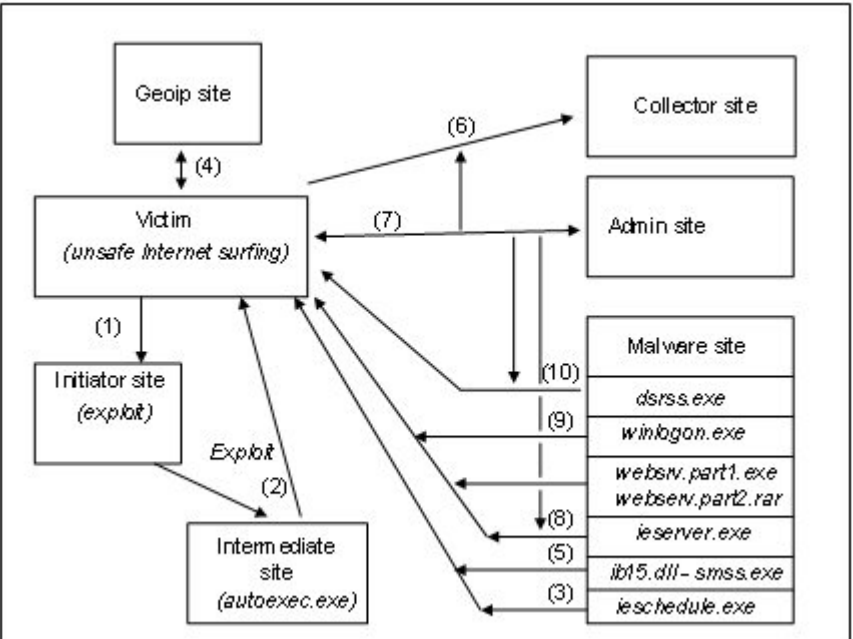 Geoip site
Collector site
(6)
(4)
Victim
(unsafe Internet surfing)
(7)
Admin site
(1)
Malware site
Initiator site
(exploit)
(10)
dsrss.exe
(9)
winlogon.exe
Exploit
(2)
websrv.part1.exe
webserv.part2.rar
(8)
ieserver.exe
Intermediate
site
(autoexec.exe)
(5)
ib15.dll - smss.exe
(3)
ieschedule.exe